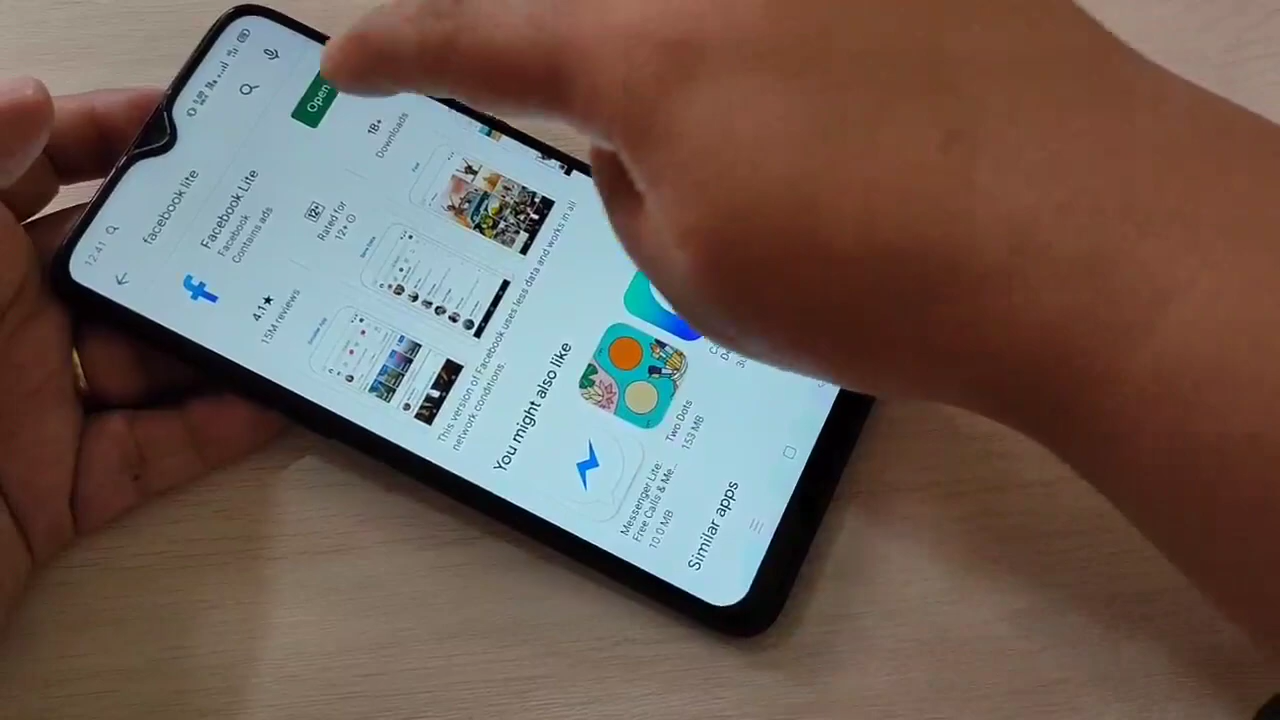 12:41
facebook lite
Facebook Lite
Facebook
Contains ads
Open
4.1★
15M reviews
12+
Rated for
12+
1B+
Downloads
This version of Facebook uses less data and works in all
network conditions.
You might also like
Messenger Lite:
Free Calls & Me...
10.0 MB
Two Dots
153 MB
Similar apps